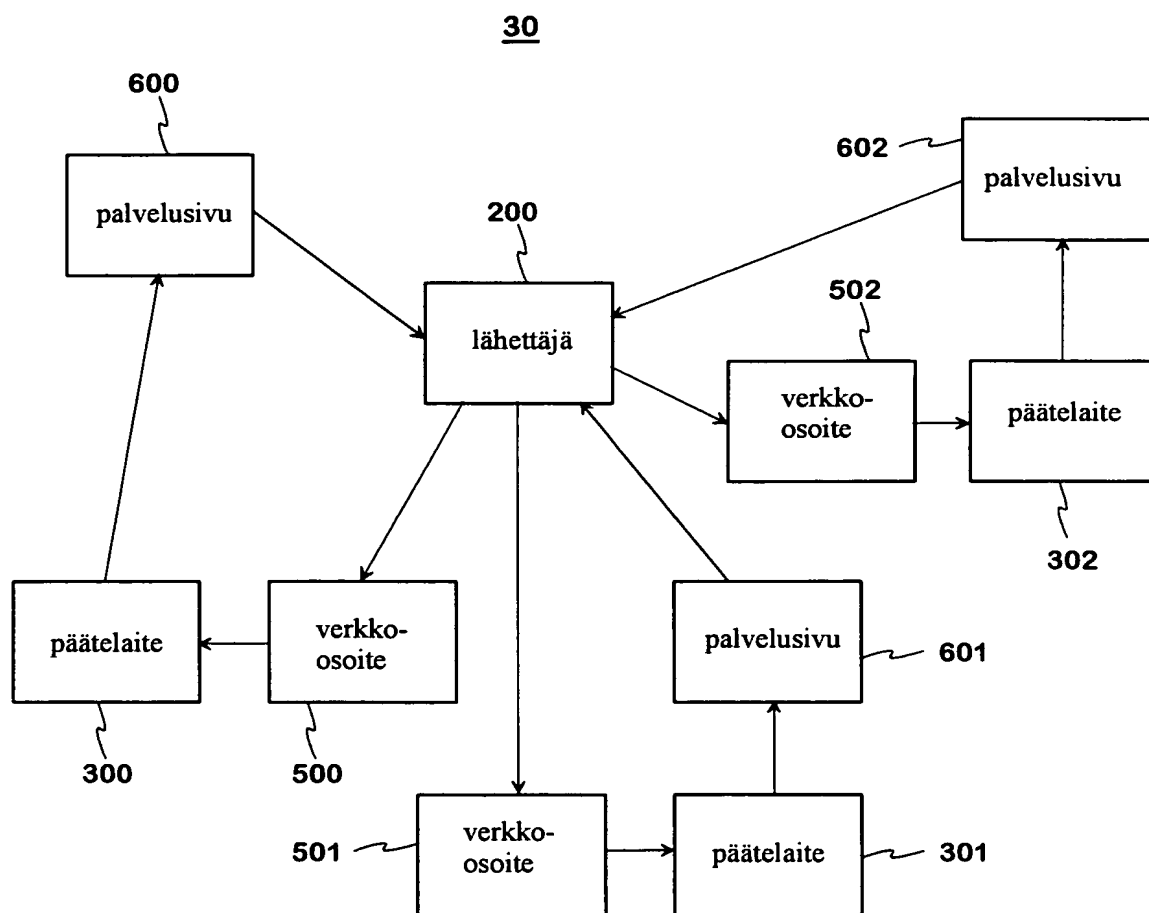 30
600
palvelusivu
602
palvelusivu
200
lähettäjä
502
verkko-
osoite
päätelaite
302
päätelaite
300
verkko-
osoite
500
palvelusivu
601
501
verkko-
osoite
päätelaite
301